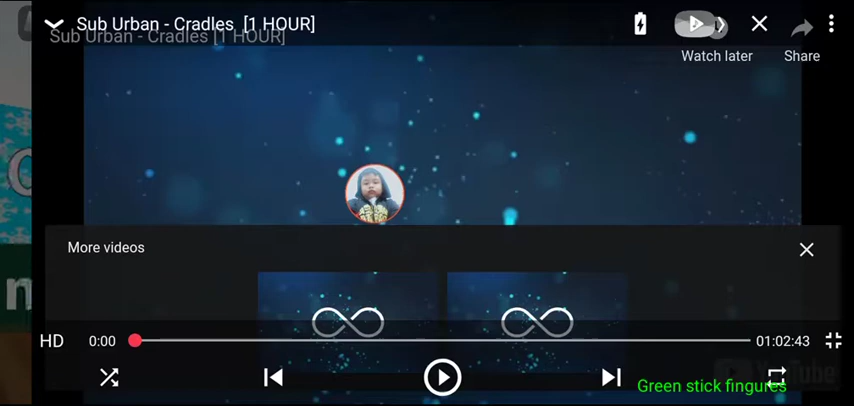 Sub Urban - Cradles [1 HOUR]
Sub Urban - Cradles [1 HOUR]
Watch later
Share
More videos
HD
0:00
01:02:43
YouTube
Green stick fingures